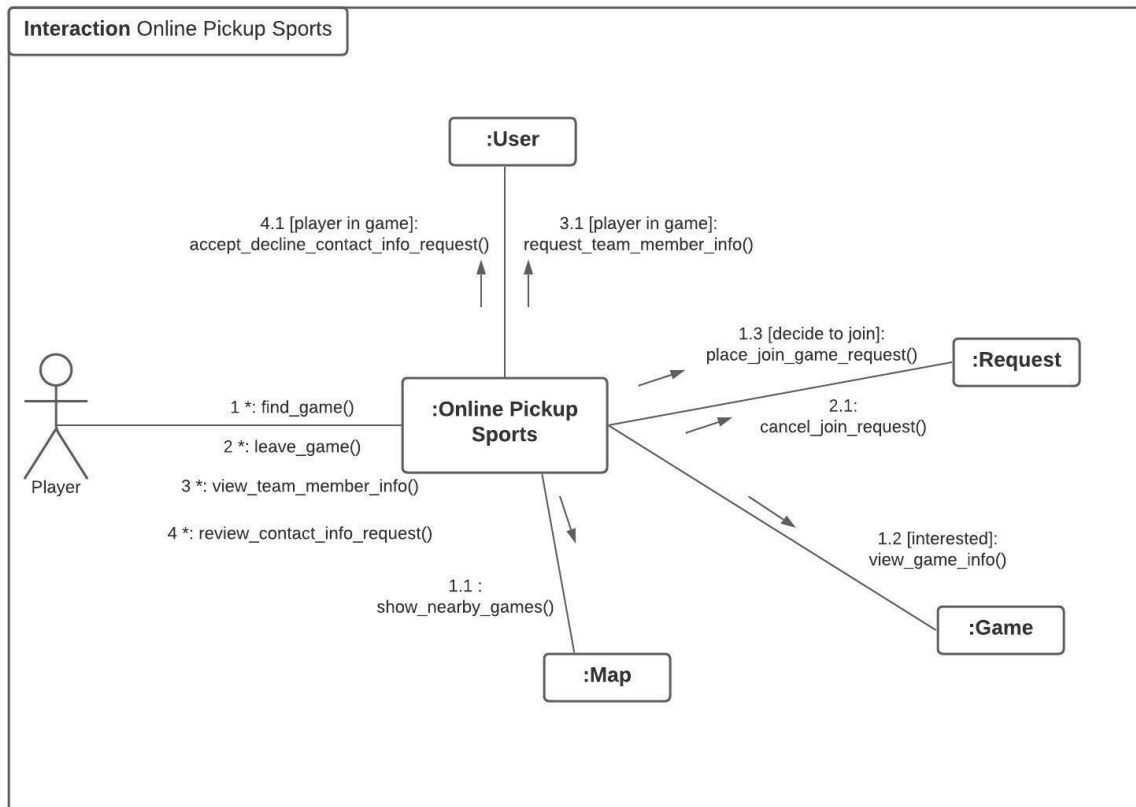 Interaction Online Pickup Sports
:User
4.1 [player in game]:
accept_decline_contact_info_request()
3.1 [player in game]:
request_team_member_info()
1.3 [decide to join]:
place_join_game_request()
:Request
:Online Pickup
Sports
2.1:
cancel_join_request()
1 *: find_game()
2 *: leave_game()
Player
3 *: view_team_member_info()
4 *: review_contact_info_request()
1.2 [interested]:
view_game_info()
1.1 :
show_nearby_games()
:Game
:Map